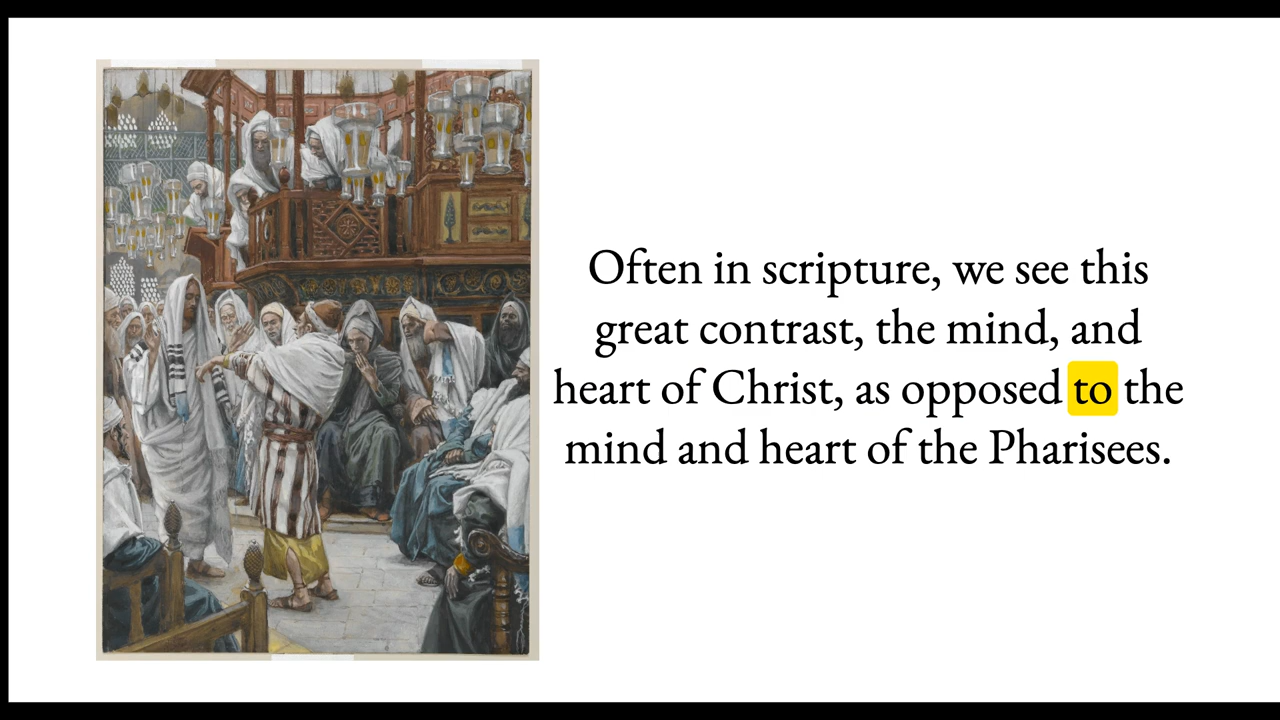 Often in scripture, we see this
great contrast, the mind, and
heart of Christ, as opposed to the
mind and heart of the Pharisees.